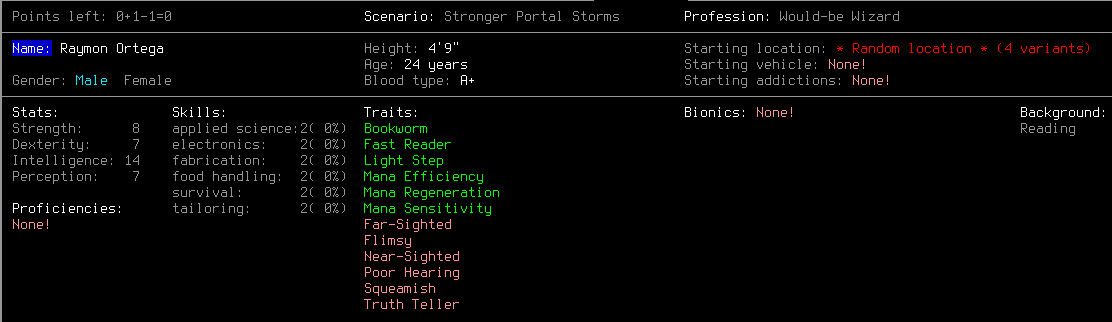 Points left: 0+1-1=0 Scenario: Stronger Portal Storms Profession: Would-be Wizard
Name: Raymon Ortega Height: 4'9" Starting location: * Random location * (4 variants)
Age: 24 years Starting vehicle: None!
Gender: Male Female Blood type: A+ Starting addictions: None!
Stats: Skills: Traits: Bionics: None! Background:
Strength: 8 applied science:2( 0%) Bookworm Reading
Dexterity: 7 electronics: 2( 0%) Fast Reader
Intelligence: 14 fabrication: 2( 0%) Light Step
Perception: 7 food handling: 2( 0%) Mana Efficiency
survival: 2( 0%) Mana Regeneration
Proficiencies: tailoring: 2( 0%) Mana Sensitivity
None! Far-Sighted
Flimsy
Near-Sighted
Poor Hearing
Squeamish
Truth Teller